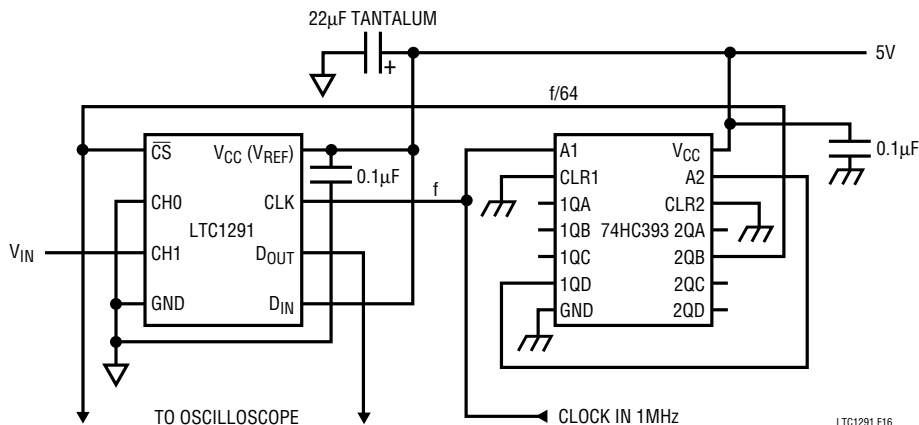 22µF TANTALUM
+
5V
f/64
CS
VCC (VREF)
0.1µF
CH0
CLK
f
LTC1291
VIN
CH1
DOUT
GND
DIN
A1
VCC
0.1µF
CLR1
A2
1QA
CLR2
1QB
74HC393
2QA
1QC
2QB
1QD
2QC
GND
2QD
TO OSCILLOSCOPE
CLOCK IN 1MHz
LTC1291 F16